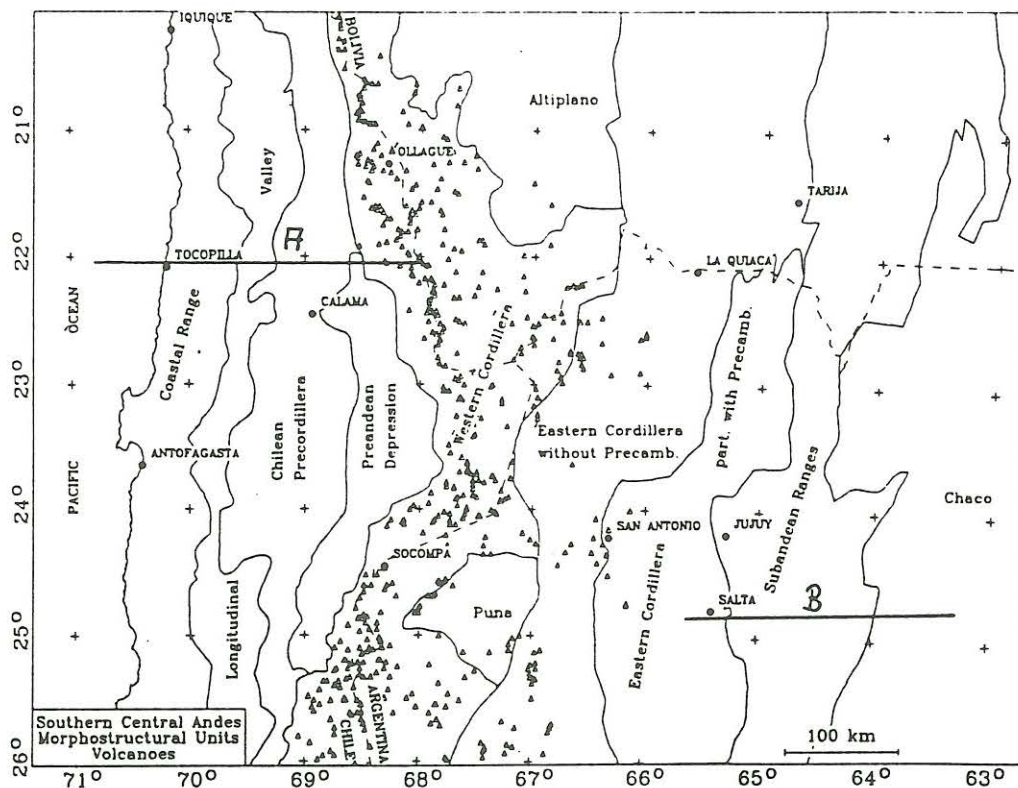 IQUIQUE
BOLIVIA
Altiplano
21°
Valley
OLLAGUE
TARIJA
A
22°
TOCOPILLA
LA QUIACA
OCEAN
Coastal Range
CALAMA
23°
Western Cordillera
part. with Precamb.
Chilean
Precordillera
Preandean
Depression
Eastern Cordillera
without Precamb.
ANTOFAGASTA
PACIFIC
24°
Chaco
SAN ANTONIO
JUJUY
Subandean Ranges
SOCOMPA
Puna
SALTA
B
25°
Longitudinal
Eastern Cordillera
ARGENTINA
CHILE
Southern Central Andes
Morphostructural Units
Volcanoes
100 km
26°
71° 70° 69° 68° 67° 66° 65° 64° 63°